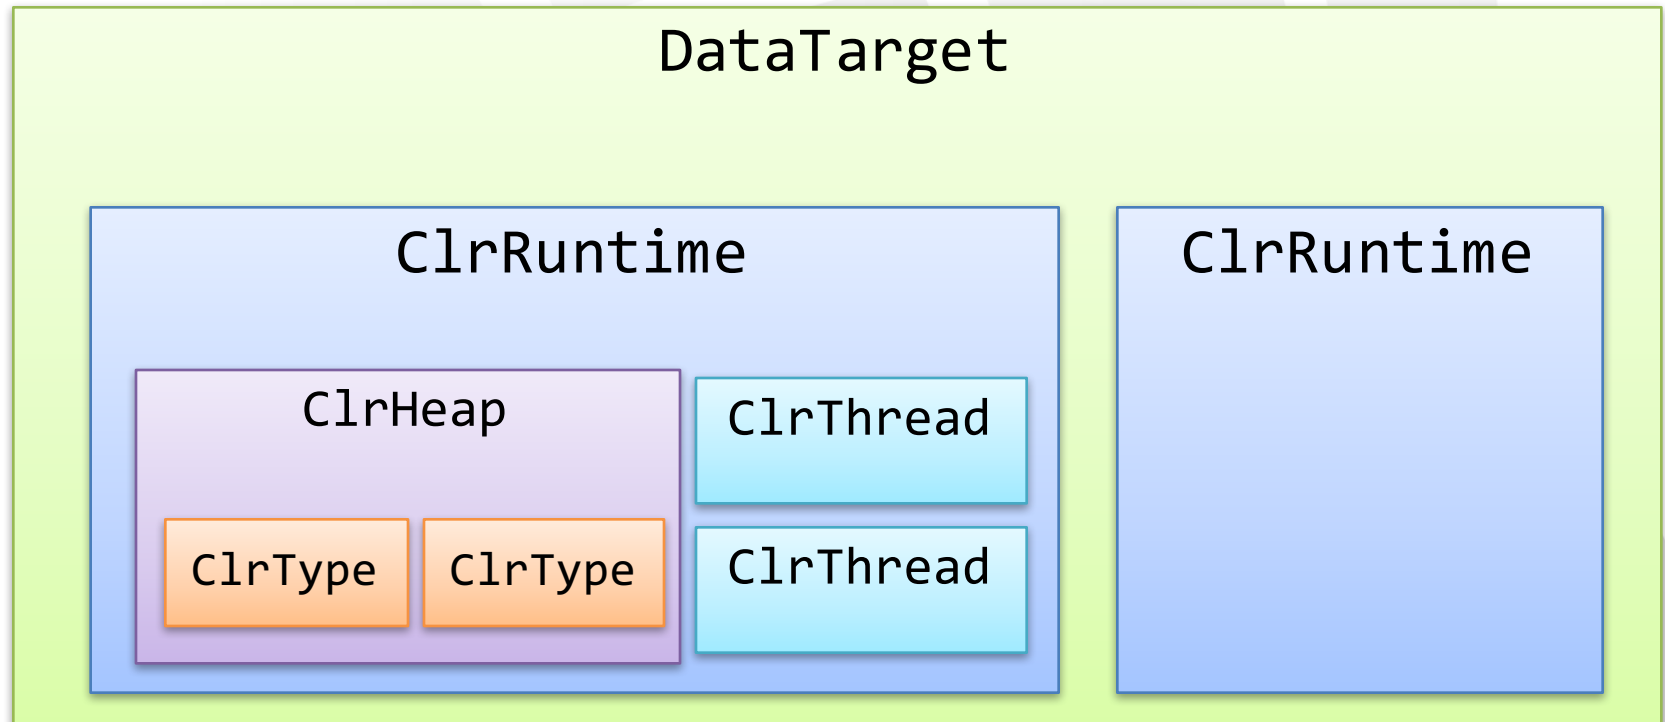 DataTarget
ClrRuntime
ClrRuntime
ClrHeap
ClrThread
ClrType
ClrType
ClrThread